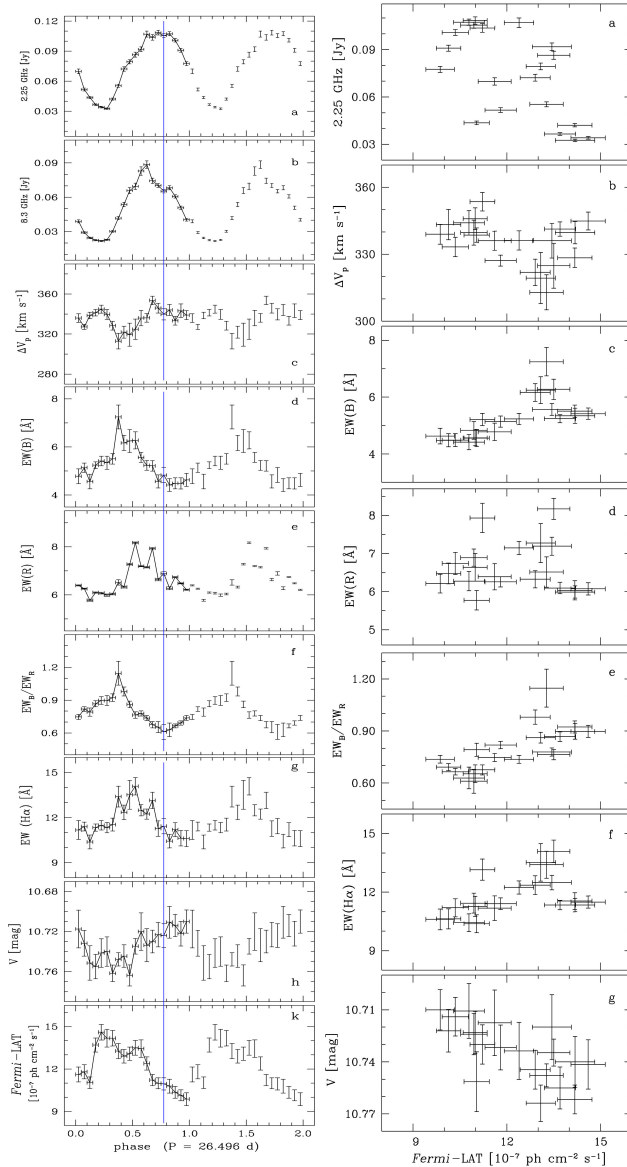 0.12
0.09
0.06
0.03
2.25 GHz [Jy]
a
0.09
0.06
0.03
8.3 GHz [Jy]
b
360
320
280
ΔVp [km s⁻¹]
c
8
6
4
EW(B) [Å]
d
8
6
EW(R) [Å]
e
1.2
0.9
0.6
EW_B/EW_R
f
15
12
9
EW (Hα) [Å]
g
10.68
10.72
10.76
V [mag]
h
15
12
9
Fermi-LAT
[10⁻⁷ ph cm⁻² s⁻¹]
k
0.0 0.5 1.0 1.5 2.0
phase (P = 26.496 d)
0.09
0.06
0.03
2.25 GHz [Jy]
a
360
330
300
ΔVp [km s⁻¹]
b
8
6
4
EW(B) [Å]
c
8
7
6
5
EW(R) [Å]
d
1.20
0.90
0.60
EW_B/EW_R
e
15
12
9
EW(Hα) [Å]
f
10.71
10.74
10.77
V [mag]
g
10 12 14 16
Fermi-LAT [10⁻⁷ ph cm⁻² s⁻¹]